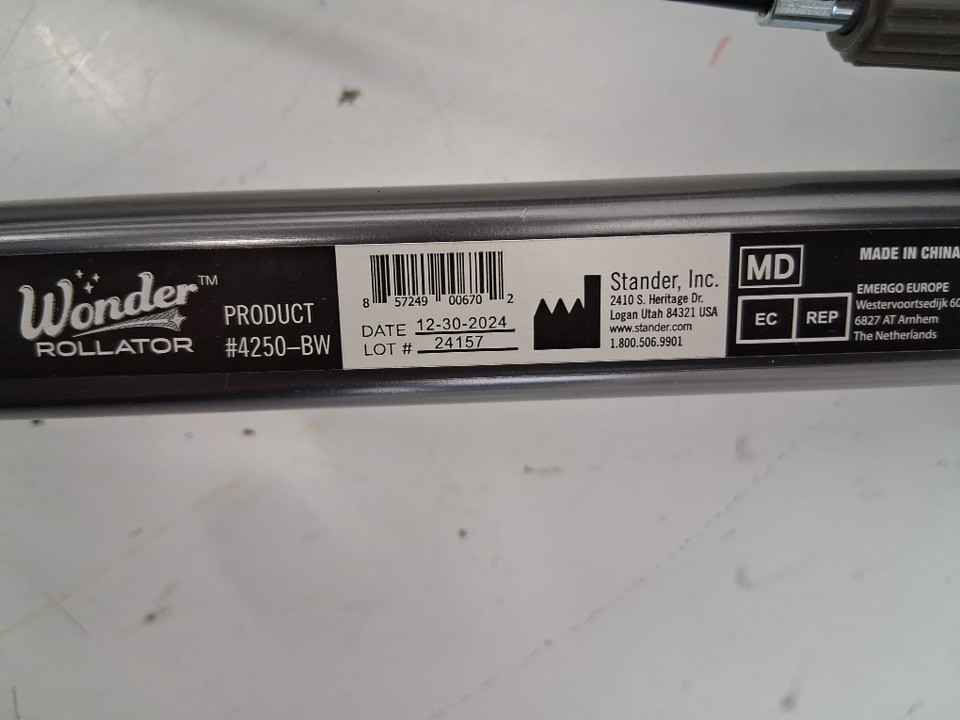 Wonder™
ROLLATOR
PRODUCT
#4250-BW
8 57249 00670 2
DATE 12-30-2024
LOT # 24157
Stander, Inc.
2410 S. Heritage Dr.
Logan Utah 84321 USA
www.stander.com
1.800.506.9901
MD
EC REP
MADE IN CHINA
EMERGO EUROPE
Westervoortsedijk 60
6827 AT Arnhem
The Netherlands